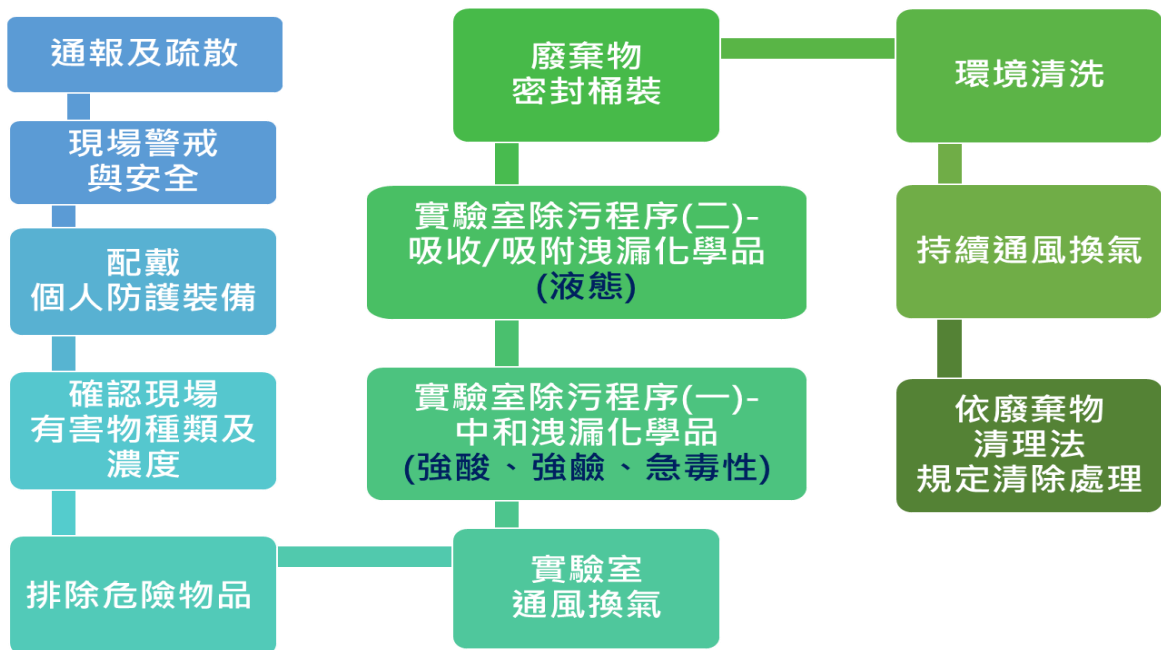 通報及疏散
現場警戒
與安全
配戴
個人防護裝備
確認現場
有害物種類及
濃度
排除危險物品
實驗室
通風換氣
實驗室除污程序(一)-
中和洩漏化學品
(強酸、強鹼、急毒性)
實驗室除污程序(二)-
吸收/吸附洩漏化學品
(液態)
廢棄物
密封桶裝
環境清洗
持續通風換氣
依廢棄物
清理法
規定清除處理